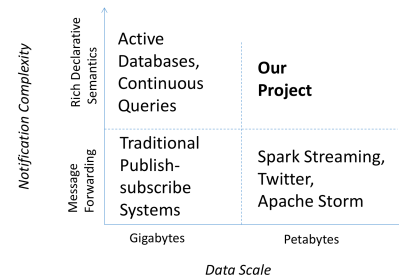 Notification Complexity
Rich Declarative
Semantics
Message
Forwarding
Active
Databases,
Continuous
Queries
Our
Project
Traditional
Publish-
subscribe
Systems
Spark Streaming,
Twitter,
Apache Storm
Gigabytes
Petabytes
Data Scale